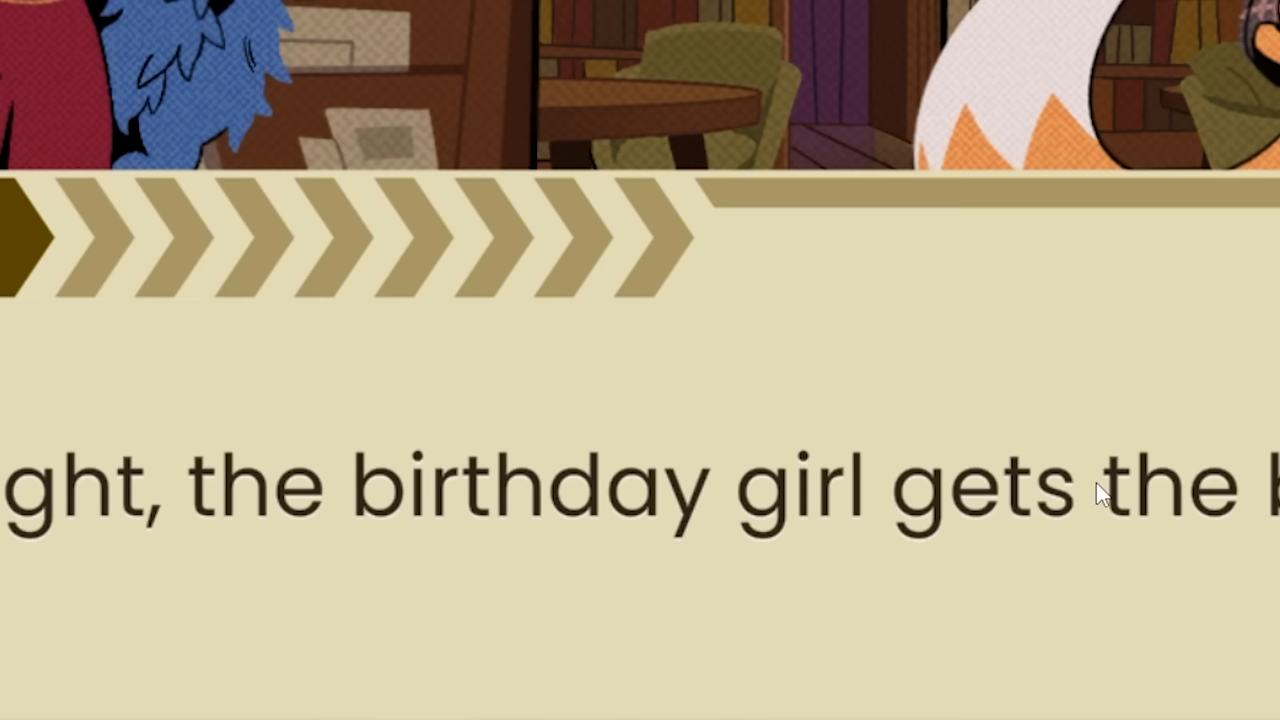 ght, the birthday girl gets the